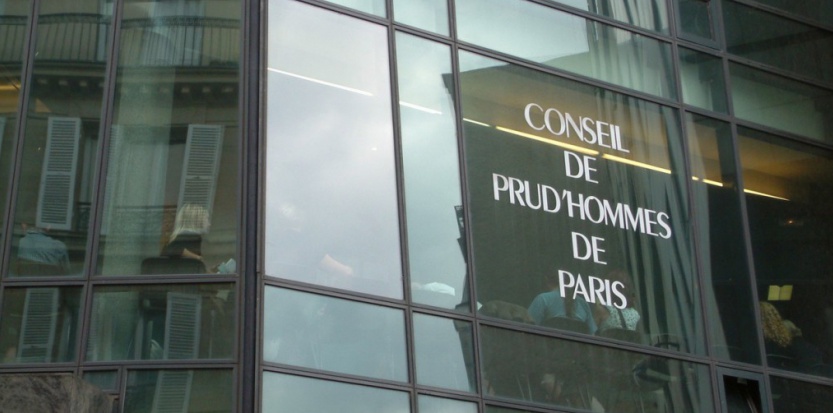 CONSEIL
DE
PRUD'HOMMES
DE
PARIS